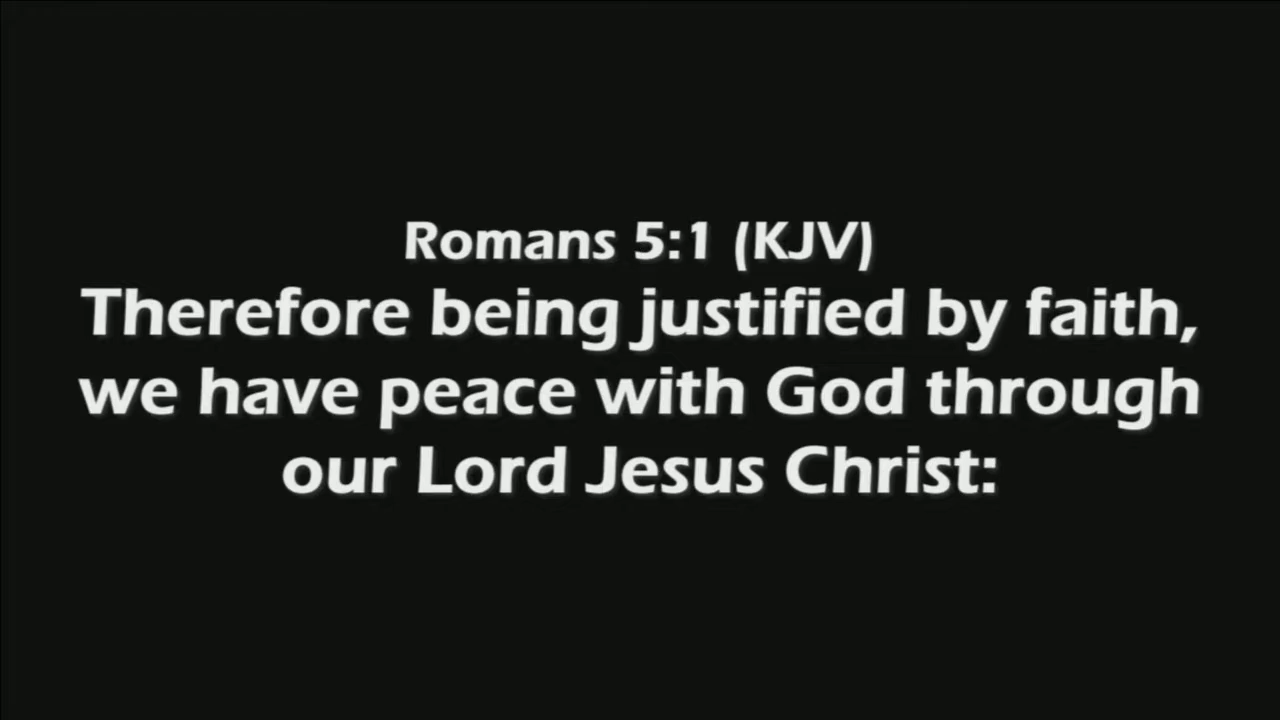 Romans 5:1 (KJV)
Therefore being justified by faith,
we have peace with God through
our Lord Jesus Christ: